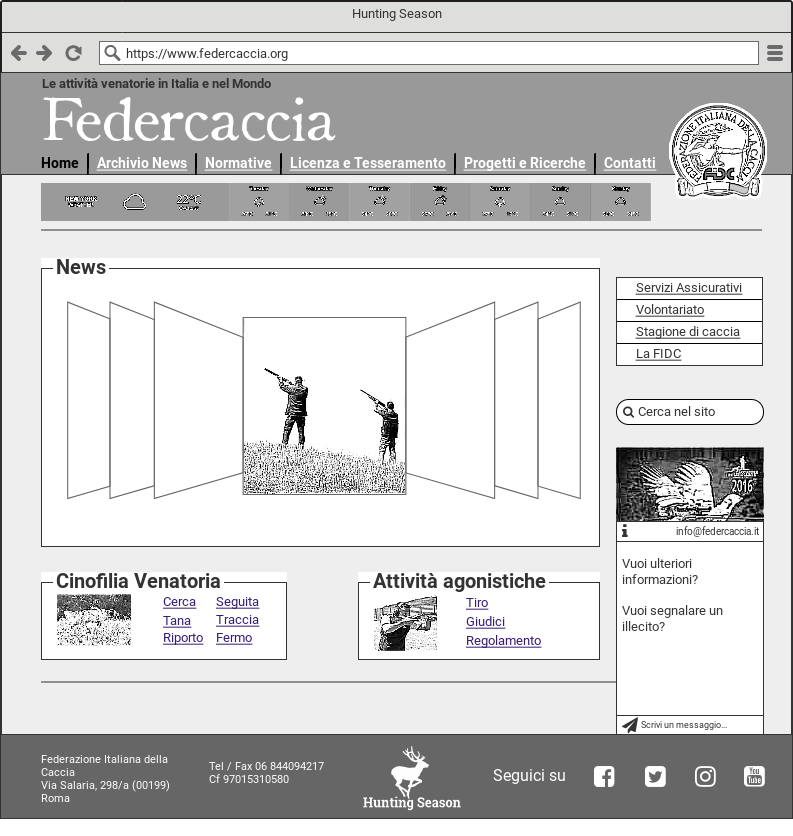 Hunting Season
https://www.federcaccia.org
Le attività venatorie in Italia e nel Mondo
Federcaccia
Home
Archivio News
Normative
Licenza e Tesseramento
Progetti e Ricerche
Contatti
FEDERAZIONE ITALIANA DELLA CACCIA
FIDC
22°C
News
Servizi Assicurativi
Volontariato
Stagione di caccia
La FIDC
Cerca nel sito
2016
info@federcaccia.it
Vuoi ulteriori
informazioni?
Vuoi segnalare un
illecito?
Scrivi un messaggio...
Cinofilia Venatoria
Cerca
Seguita
Tana
Traccia
Riporto
Fermo
Attività agonistiche
Tiro
Giudici
Regolamento
Federazione Italiana della
Caccia
Via Salaria, 298/a (00199)
Roma
Tel / Fax 06 844094217
Cf 97015310580
Hunting Season
Seguici su
You
Tube